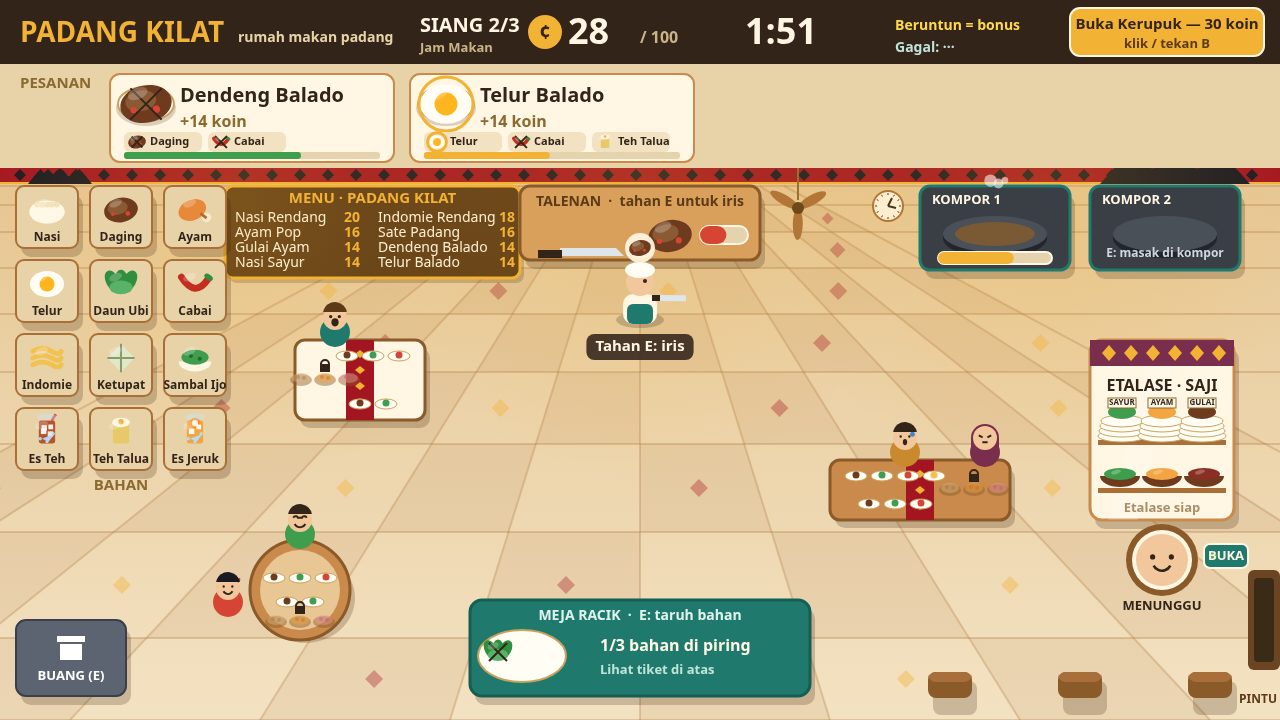 PADANG KILAT rumah makan padang
SIANG 2/3
Jam Makan
¢ 28 / 100
1:51
Beruntun = bonus
Gagal: ···
Buka Kerupuk — 30 koin
klik / tekan B
PESANAN
Dendeng Balado
+14 koin
Daging Cabai
Telur Balado
+14 koin
Telur Cabai Teh Talua
Nasi Daging Ayam
Telur Daun Ubi Cabai
Indomie Ketupat Sambal Ijo
Es Teh Teh Talua Es Jeruk
BAHAN
MENU · PADANG KILAT
Nasi Rendang 20 Indomie Rendang 18
Ayam Pop 16 Sate Padang 16
Gulai Ayam 14 Dendeng Balado 14
Nasi Sayur 14 Telur Balado 14
TALENAN · tahan E untuk iris
Tahan E: iris
KOMPOR 1
KOMPOR 2
E: masak di kompor
ETALASE · SAJI
SAYUR AYAM GULAI
Etalase siap
BUKA
MENUNGGU
MEJA RACIK · E: taruh bahan
1/3 bahan di piring
Lihat tiket di atas
BUANG (E)
PINTU